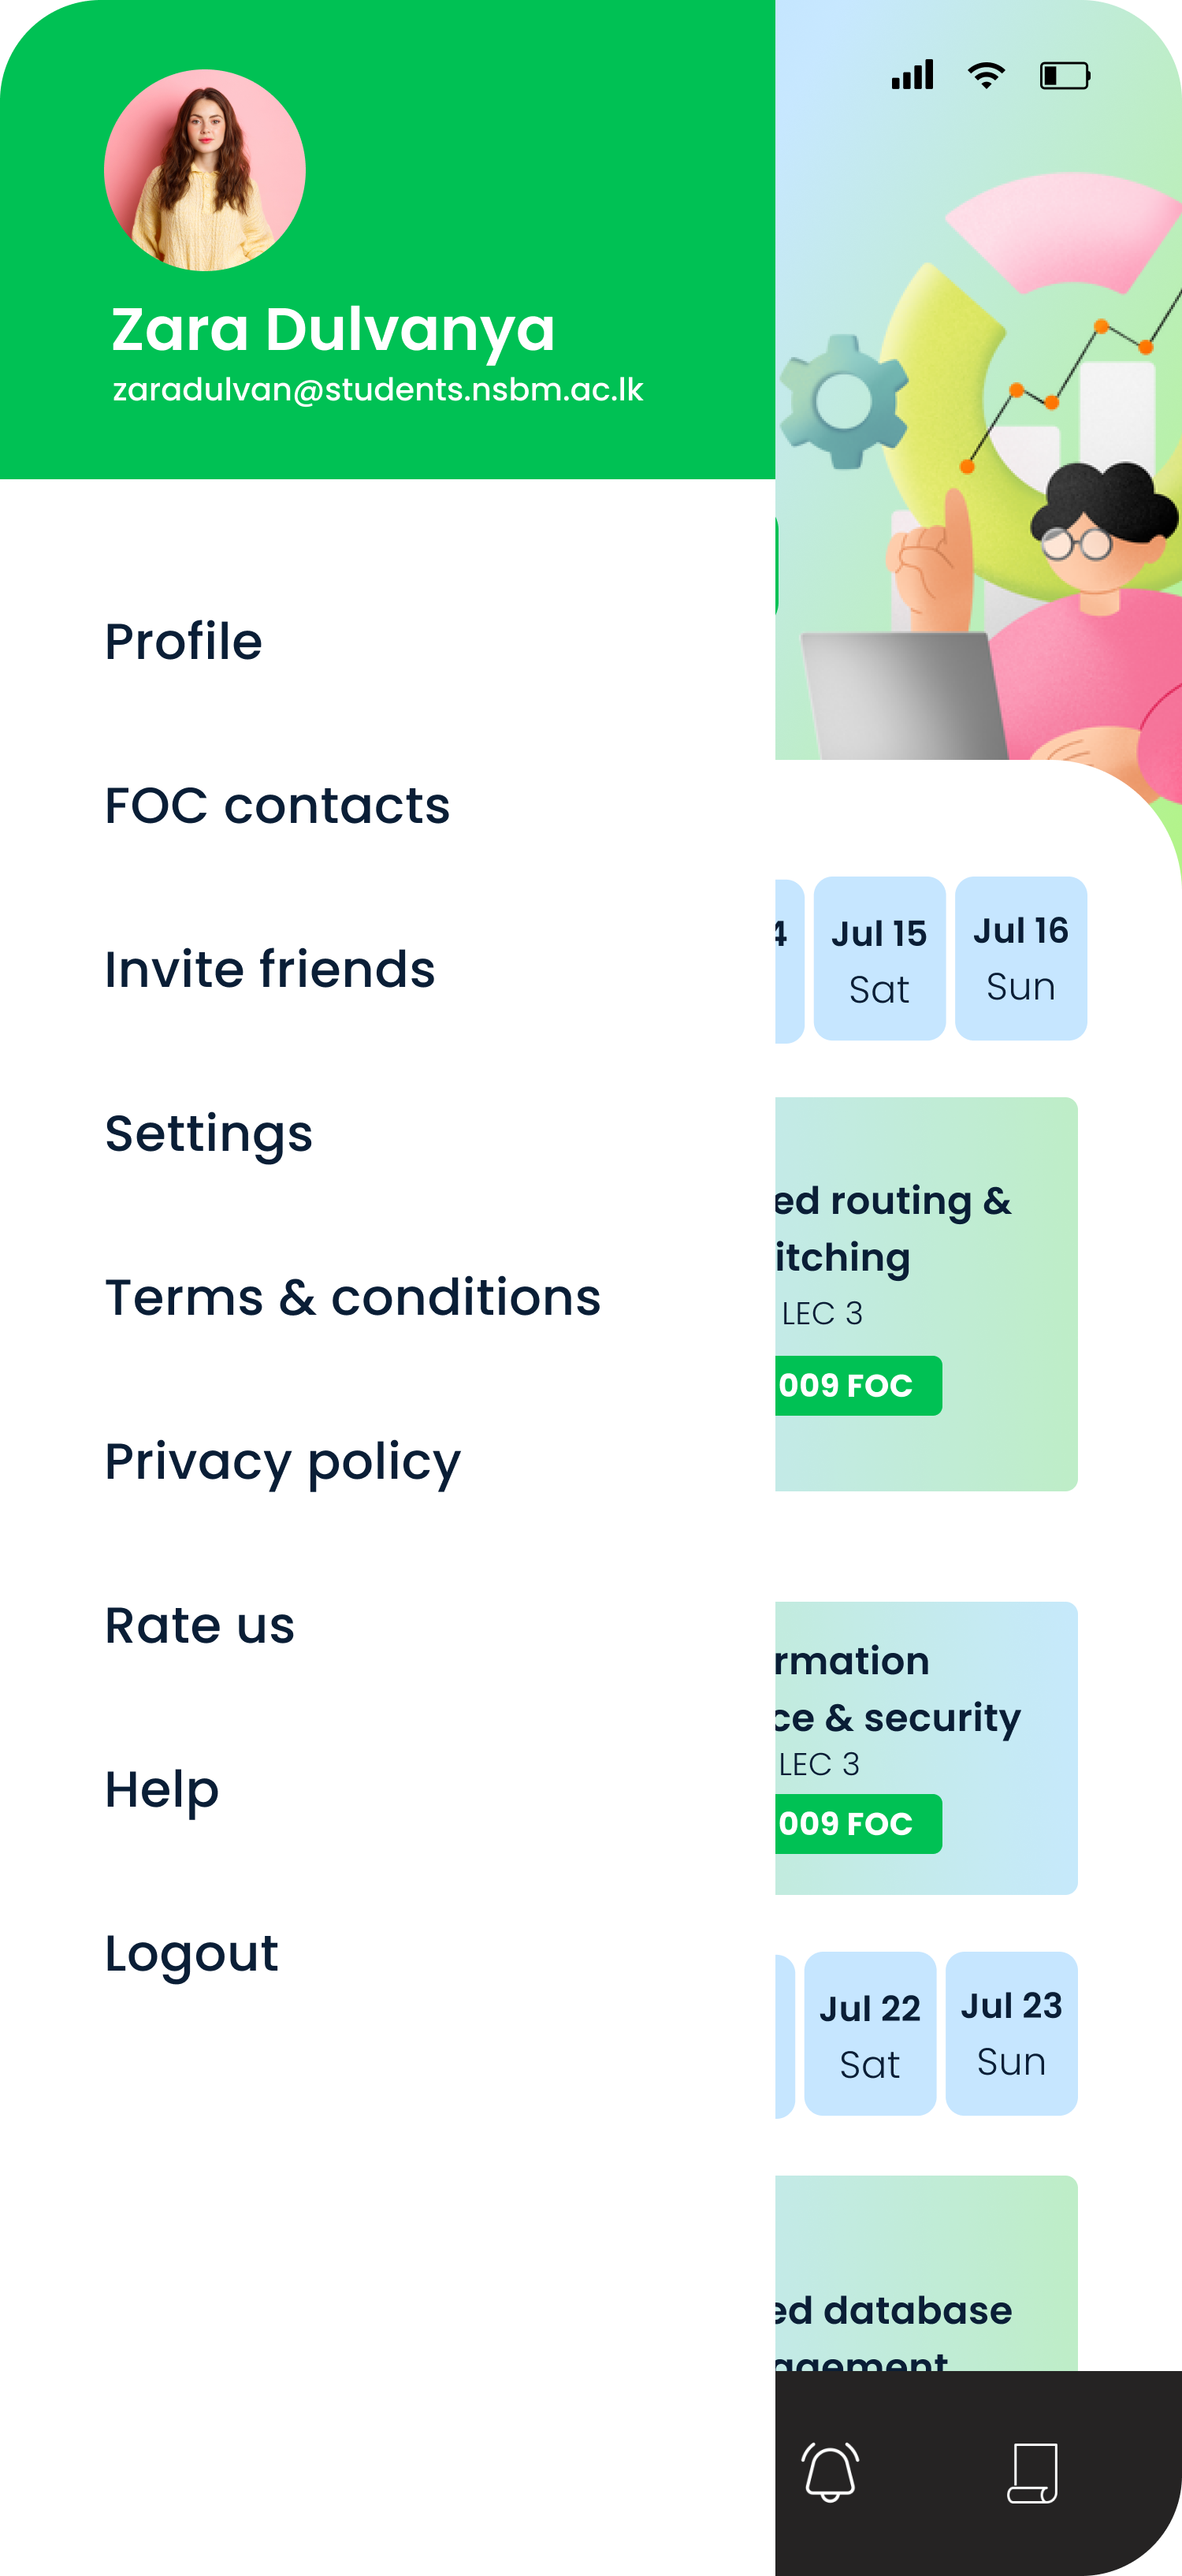 Zara Dulvanya
zaradulvan@students.nsbm.ac.lk
Profile
FOC contacts
Invite friends
Settings
Terms & conditions
Privacy policy
Rate us
Help
Logout
4
Jul 15
Sat
Jul 16
Sun
ed routing &
itching
LEC 3
009 FOC
rmation
ce & security
LEC 3
009 FOC
Jul 22
Sat
Jul 23
Sun
ed database
agement